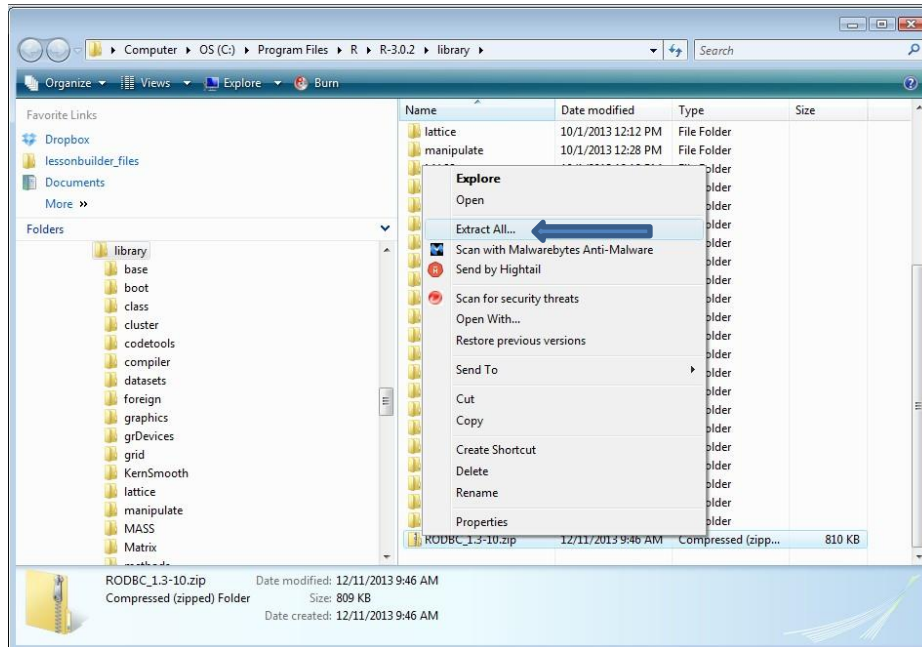 Computer ▸ OS (C:) ▸ Program Files ▸ R ▸ R-3.0.2 ▸ library ▸
Search
Organize Views Explore Burn
Favorite Links
Dropbox
lessonbuilder_files
Documents
More »
Folders
library
base
boot
class
cluster
codetools
compiler
datasets
foreign
graphics
grDevices
grid
KernSmooth
lattice
manipulate
MASS
Matrix
Name Date modified Type Size
lattice 10/1/2013 12:12 PM File Folder
manipulate 10/1/2013 12:28 PM File Folder
Explore
Open
Extract All...
Scan with Malwarebytes Anti-Malware
Send by Hightail
Scan for security threats
Open With...
Restore previous versions
Send To
Cut
Copy
Create Shortcut
Delete
Rename
Properties
RODBC_1.3-10.zip 12/11/2013 9:46 AM Compressed (zipp... 810 KB
RODBC_1.3-10.zip Date modified: 12/11/2013 9:46 AM
Compressed (zipped) Folder Size: 809 KB
Date created: 12/11/2013 9:46 AM